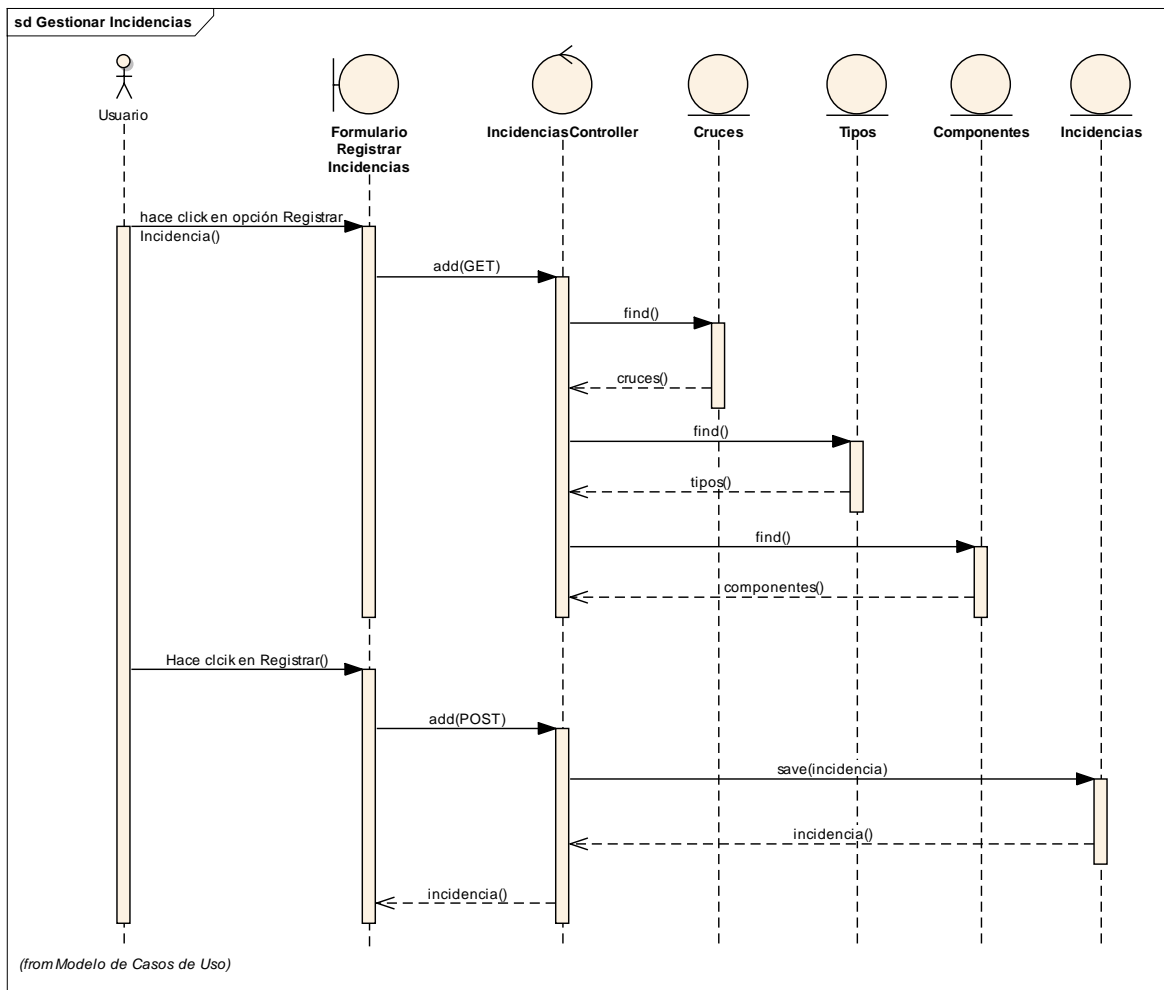 sd Gestionar Incidencias
Usuario
Formulario
Registrar
Incidencias
IncidenciasController
Cruces
Tipos
Componentes
Incidencias
hace click en opción Registrar
Incidencia()
add(GET)
find()
cruces()
find()
tipos()
find()
componentes()
Hace clcik en Registrar()
add(POST)
save(incidencia)
incidencia()
incidencia()
(from Modelo de Casos de Uso)